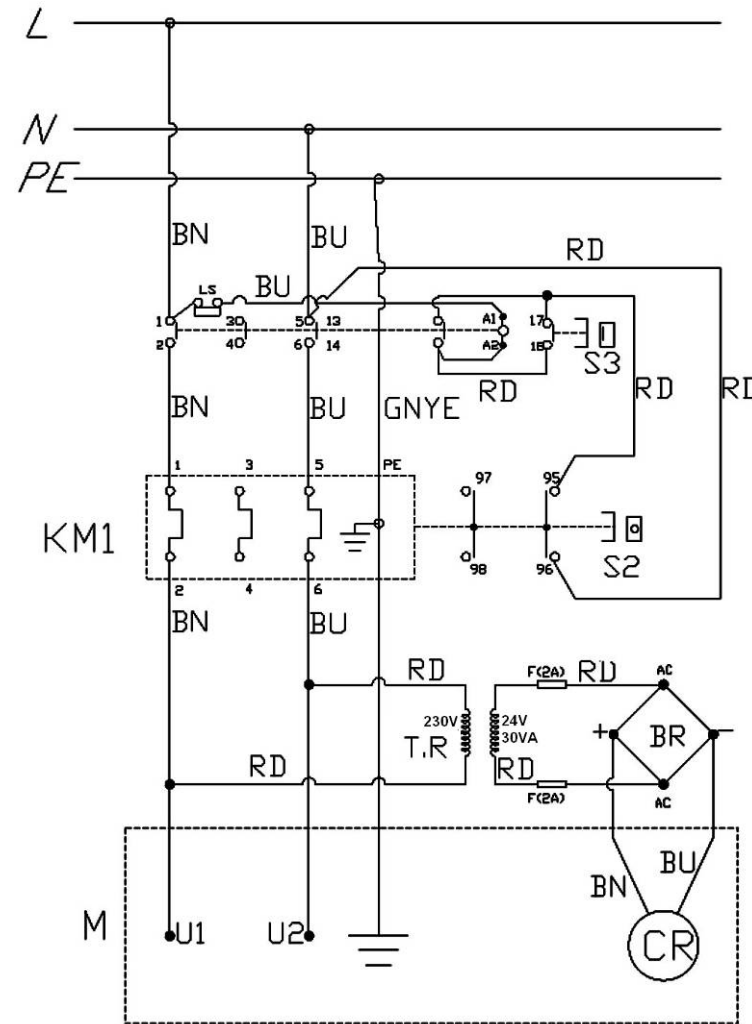 L
N
PE
BN
BU
RD
LS
BU
1
3
5
13
A1
17
2
4
6
14
A2
18
S3
RD
BN
BU
GNYE
RD
RD
1
3
5
PE
97
95
KM1
98
96
S2
2
4
6
BN
BU
RD
F(2A)
RD
AC
230V
24V
30VA
T.R
+
BR
−
RD
RD
F(2A)
AC
BN
BU
M
U1
U2
CR